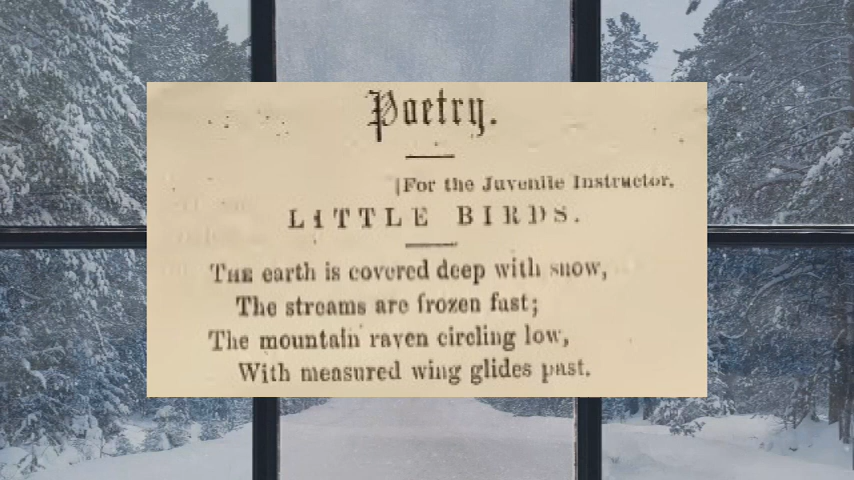 Poetry.
[For the Juvenile Instructor.
LITTLE BIRDS.
THE earth is covered deep with snow,
The streams are frozen fast;
The mountain raven circling low,
With measured wing glides past.